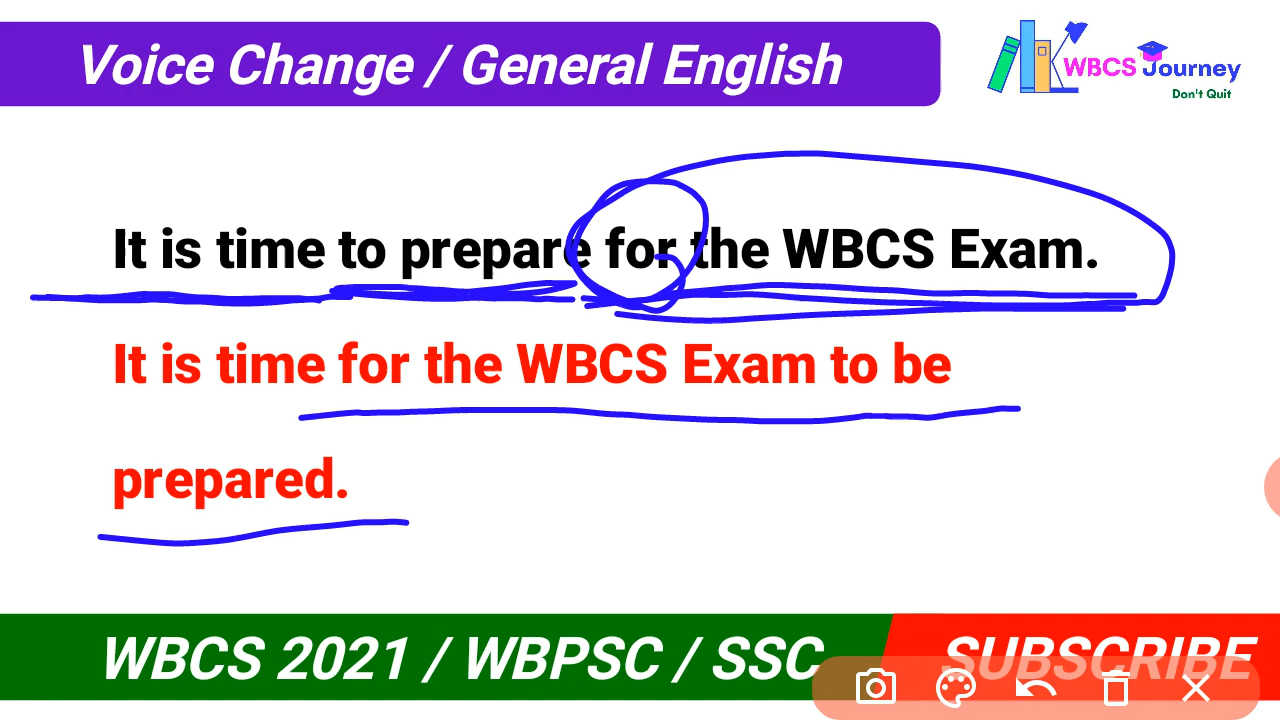 Voice Change / General English
WBCS Journey
Don't Quit
It is time to prepare for the WBCS Exam.
It is time for the WBCS Exam to be
prepared.
WBCS 2021 / WBPSC / SSC
SUBSCRIBE